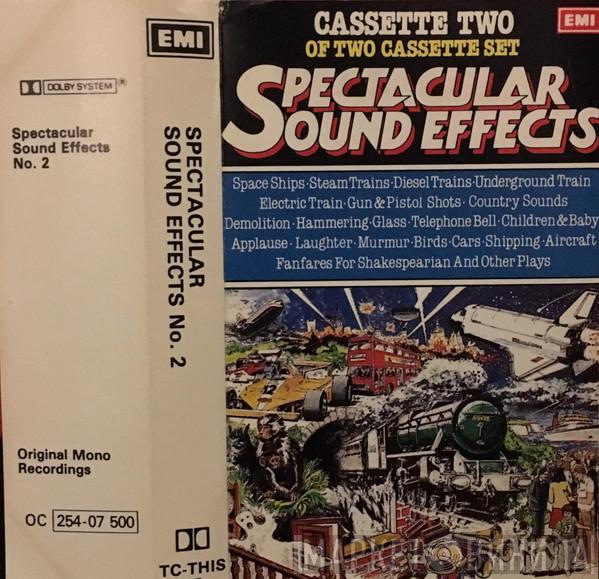 DOLBY SYSTEM®
Spectacular
Sound Effects
No. 2
Original Mono
Recordings
OC 254-07 500
EMI
SPECTACULAR
SOUND EFFECTS No. 2
TC-THIS
CASSETTE TWO
OF TWO CASSETTE SET
EMI
SPECTACULAR
SOUND EFFECTS
Space Ships·Steam Trains·Diesel Trains·Underground Train
Electric Train·Gun & Pistol Shots·Country Sounds
Demolition·Hammering·Glass·Telephone Bell·Children & Baby
Applause·Laughter·Murmur·Birds·Cars·Shipping·Aircraft
Fanfares For Shakespearian And Other Plays